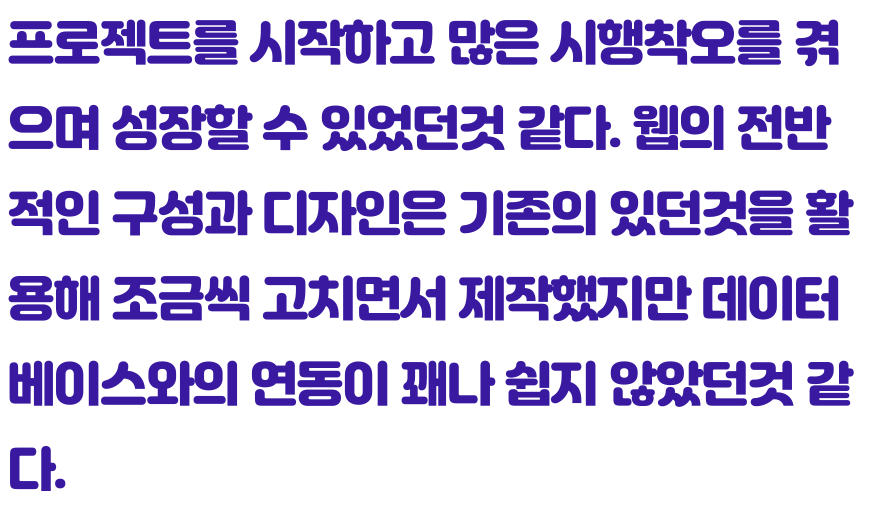 프로젝트를 시작하고 많은 시행착오를 겪
으며 성장할 수 있었던것 같다. 웹의 전반
적인 구성과 디자인은 기존의 있던것을 활
용해 조금씩 고치면서 제작했지만 데이터
베이스와의 연동이 꽤나 쉽지 않았던것 같
다.